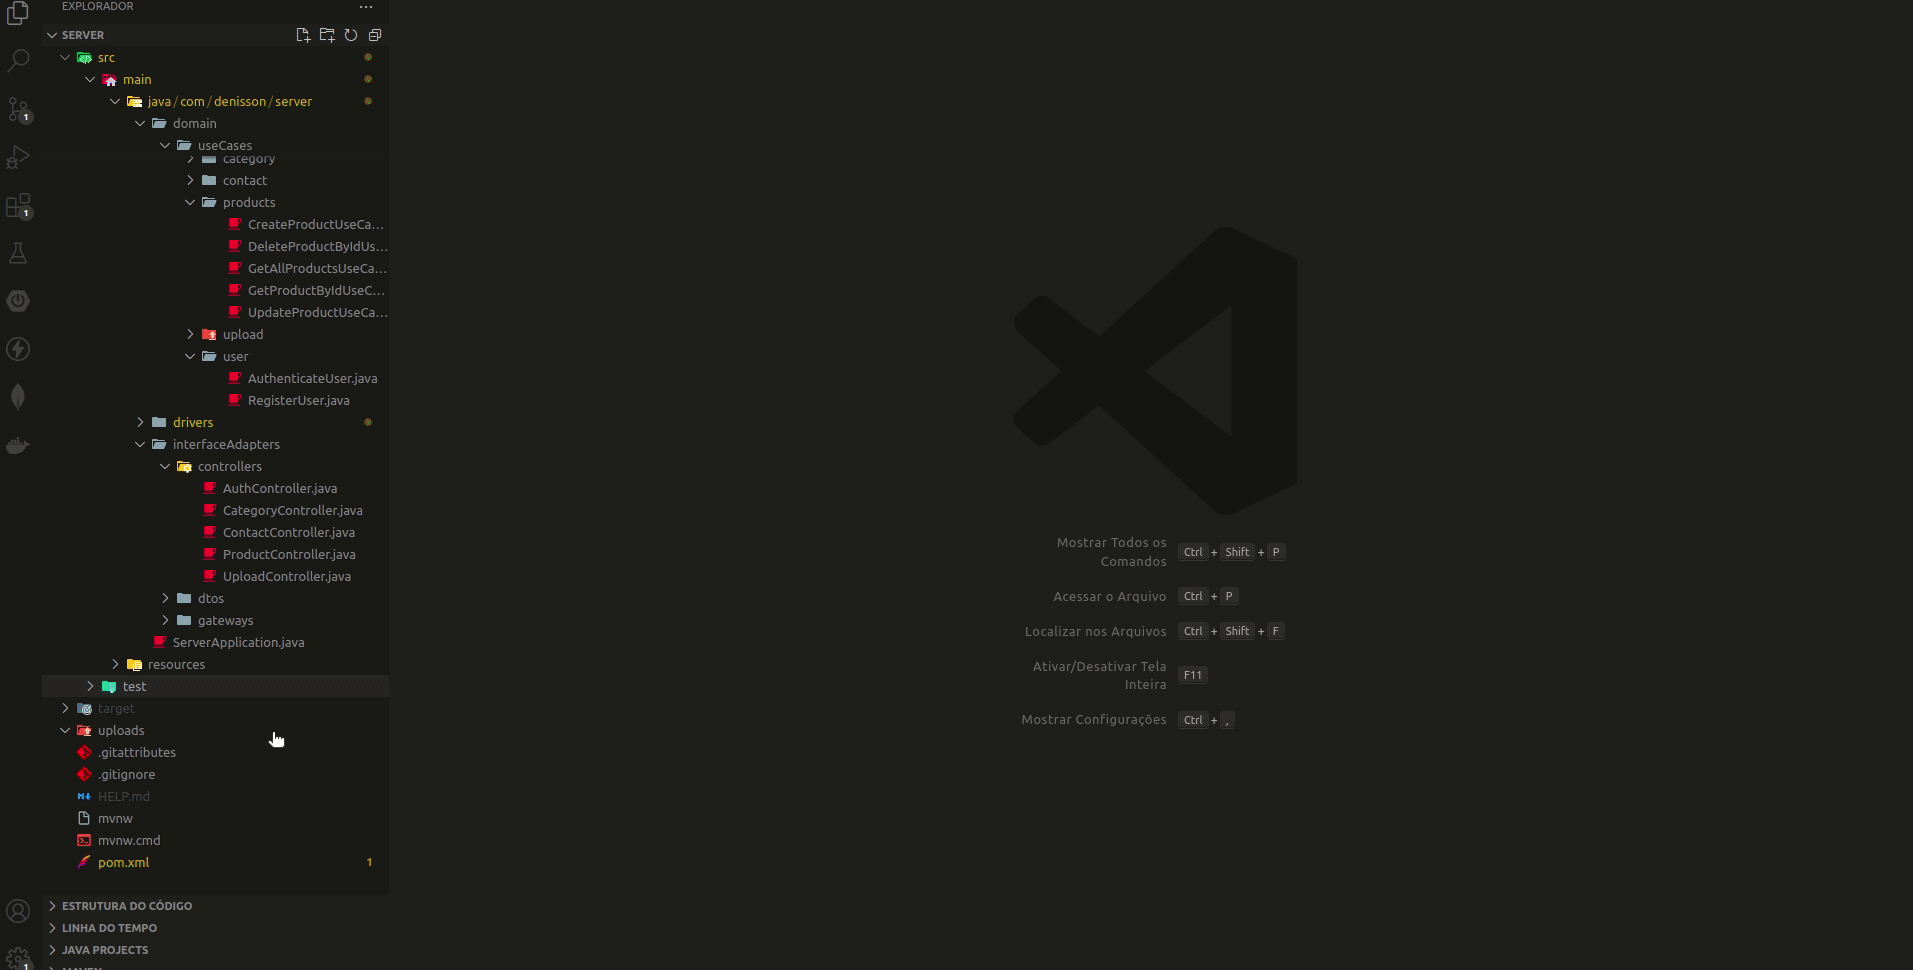 EXPLORADOR
SERVER
src
main
java / com / denisson / server
domain
useCases
category
contact
products
CreateProductUseCa...
DeleteProductByIdUs...
GetAllProductsUseCa...
GetProductByIdUseC...
UpdateProductUseCa...
upload
user
AuthenticateUser.java
RegisterUser.java
drivers
interfaceAdapters
controllers
AuthController.java
CategoryController.java
ContactController.java
ProductController.java
UploadController.java
dtos
gateways
ServerApplication.java
resources
test
target
uploads
.gitattributes
.gitignore
HELP.md
mvnw
mvnw.cmd
pom.xml 1
ESTRUTURA DO CÓDIGO
LINHA DO TEMPO
JAVA PROJECTS
MAVEN
1
1
1
Mostrar Todos os
Comandos Ctrl + Shift + P
Acessar o Arquivo Ctrl + P
Localizar nos Arquivos Ctrl + Shift + F
Ativar/Desativar Tela
Inteira F11
Mostrar Configurações Ctrl + ,